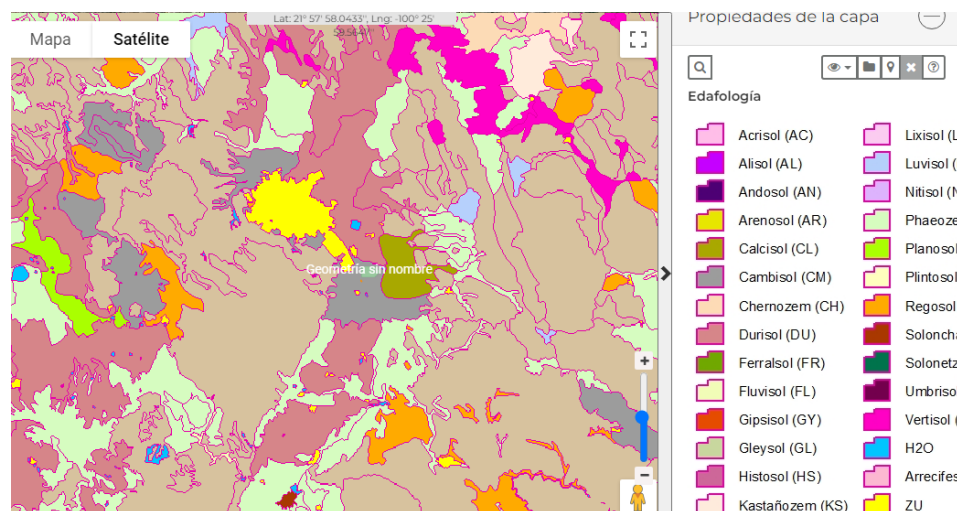 Propiedades de la capa
Lat: 21° 57' 58.0433", Lng: -100° 25'
Mapa
Satélite
Edafología
Acrisol (AC)
Lixisol (L
Alisol (AL)
Luvisol (
Andosol (AN)
Nitisol (N
Arenosol (AR)
Phaeoze
Calcisol (CL)
Planosol
Cambisol (CM)
Plintosol
Chernozem (CH)
Regosol
Durisol (DU)
Soloncha
Ferralsol (FR)
Solonetz
Fluvisol (FL)
Umbriso
Gipsisol (GY)
Vertisol (
Gleysol (GL)
H2O
Histosol (HS)
Arrecifes
Kastañozem (KS)
ZU
Geometría sin nombre